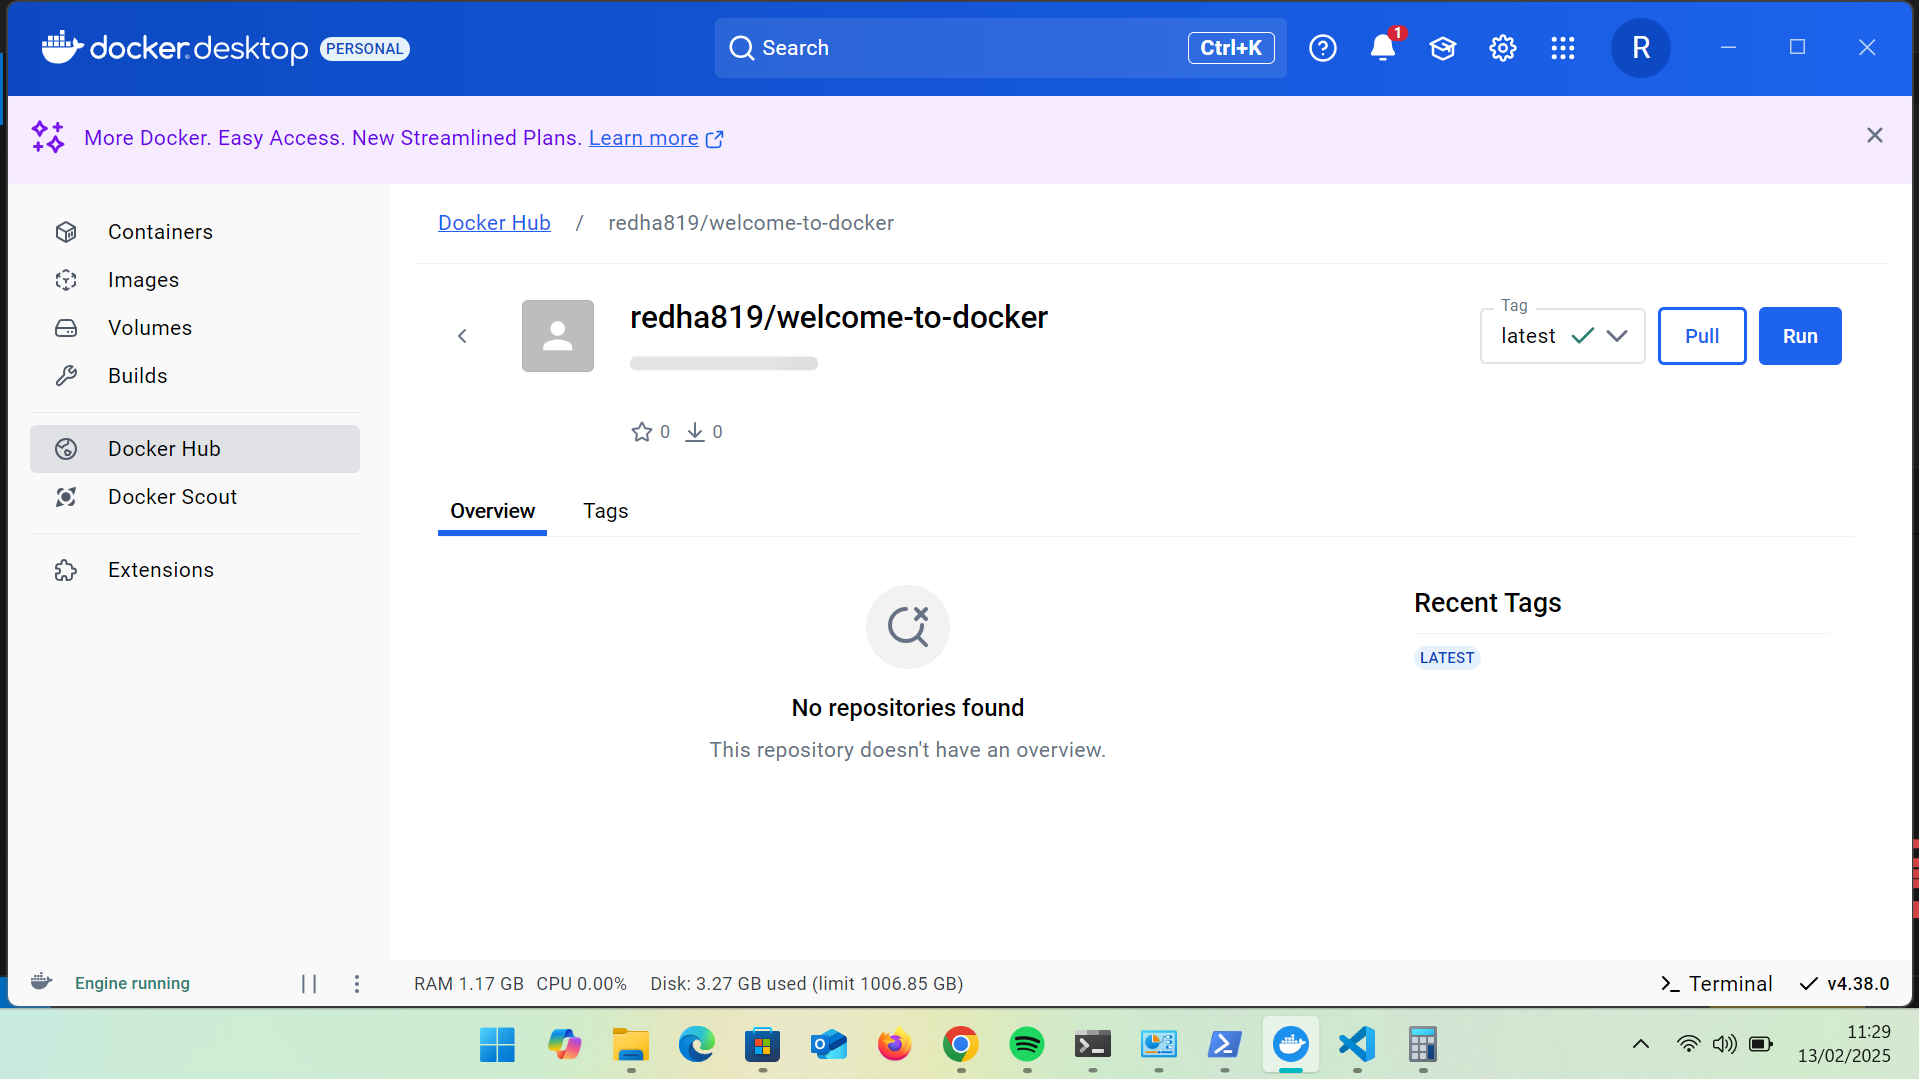 docker desktop PERSONAL
Search Ctrl+K
1
R
More Docker. Easy Access. New Streamlined Plans. Learn more
Containers
Images
Volumes
Builds
Docker Hub
Docker Scout
Extensions
Docker Hub / redha819/welcome-to-docker
redha819/welcome-to-docker
Tag
latest
Pull
Run
0 0
Overview Tags
No repositories found
This repository doesn't have an overview.
Recent Tags
LATEST
Engine running
RAM 1.17 GB CPU 0.00% Disk: 3.27 GB used (limit 1006.85 GB)
Terminal
v4.38.0
11:29
13/02/2025